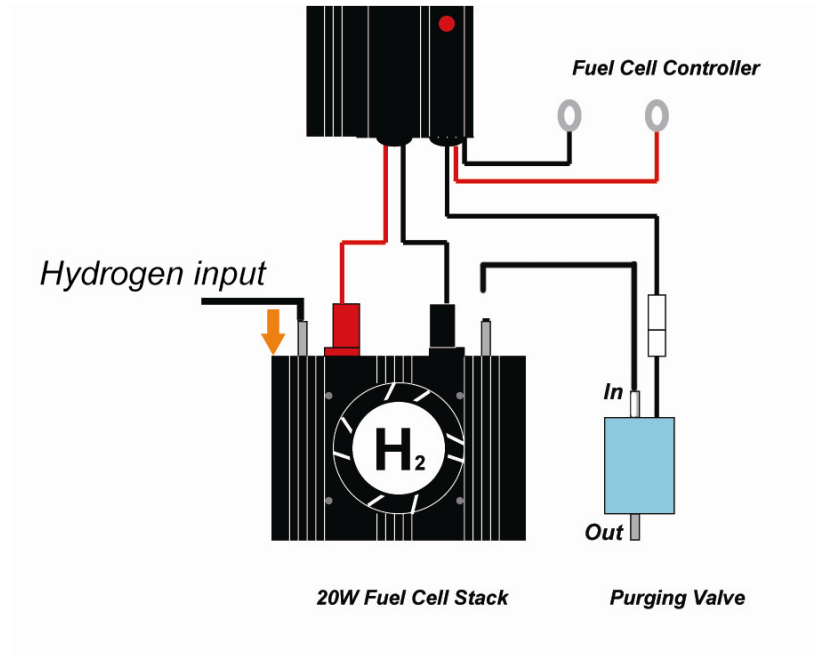 Fuel Cell Controller
Hydrogen input
In
H2
Out
20W Fuel Cell Stack
Purging Valve